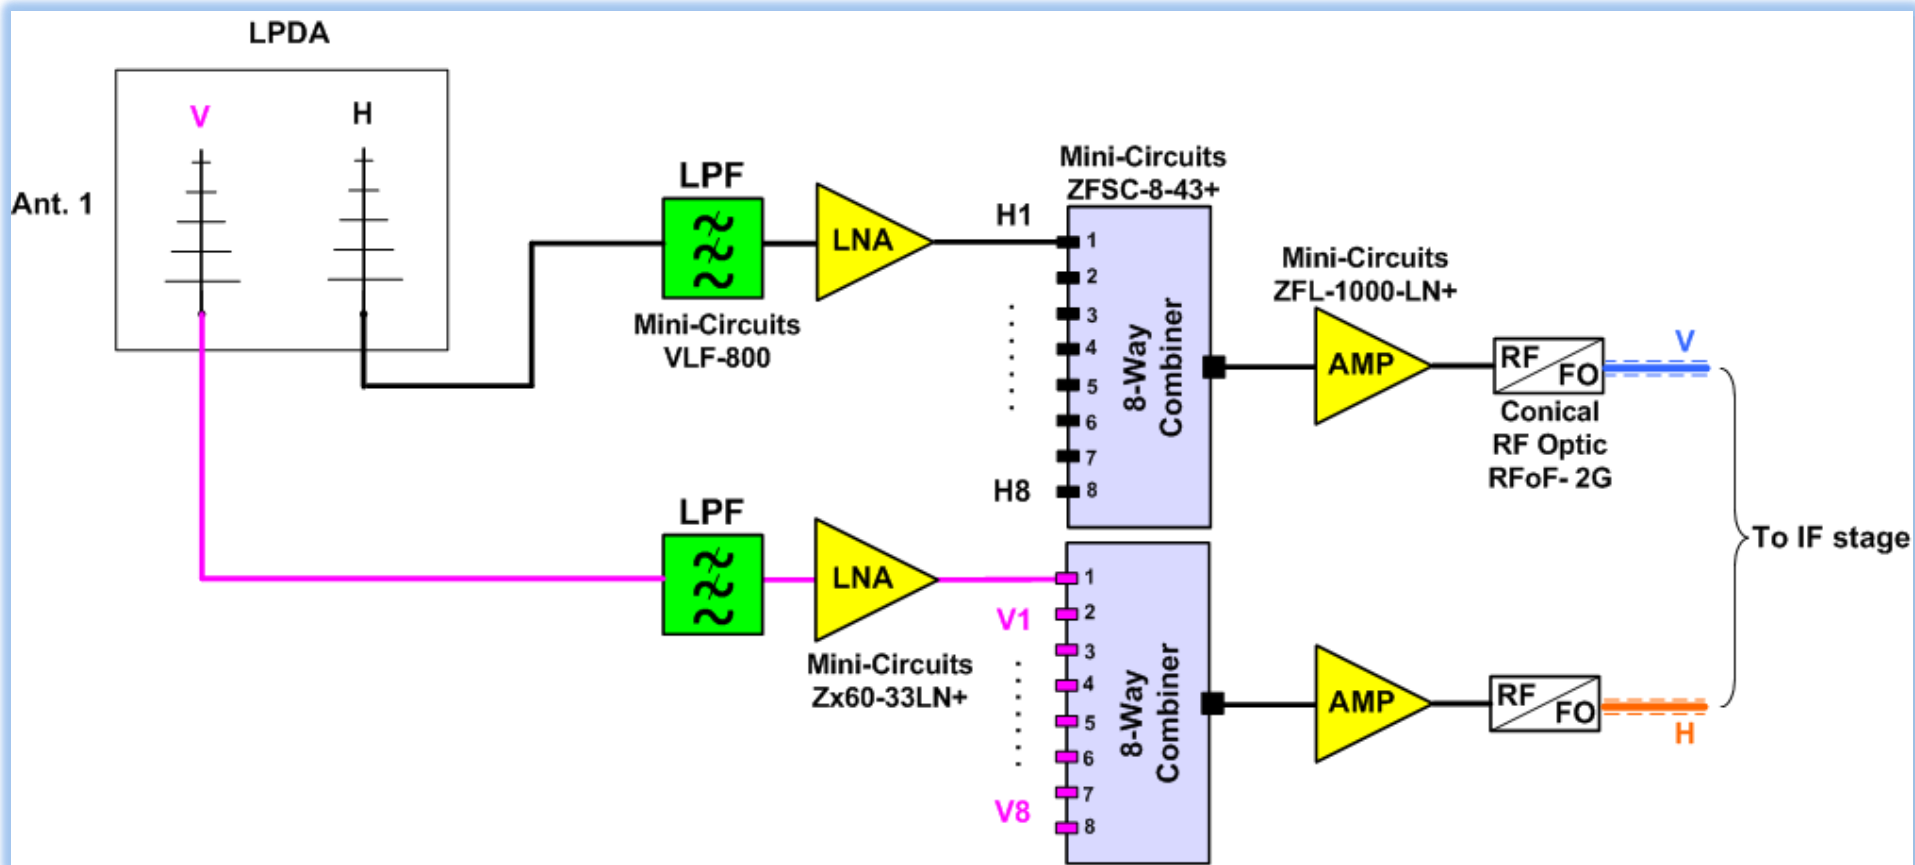 LPDA
V
H
Ant. 1
LPF
Mini-Circuits
VLF-800
LNA
H1
H8
Mini-Circuits
ZFSC-8-43+
1
2
3
4
5
6
7
8
8-Way
Combiner
Mini-Circuits
ZFL-1000-LN+
AMP
RF
FO
Conical
RF Optic
RFoF- 2G
V
To IF stage
LPF
LNA
Mini-Circuits
Zx60-33LN+
V1
V8
1
2
3
4
5
6
7
8
8-Way
Combiner
AMP
RF
FO
H